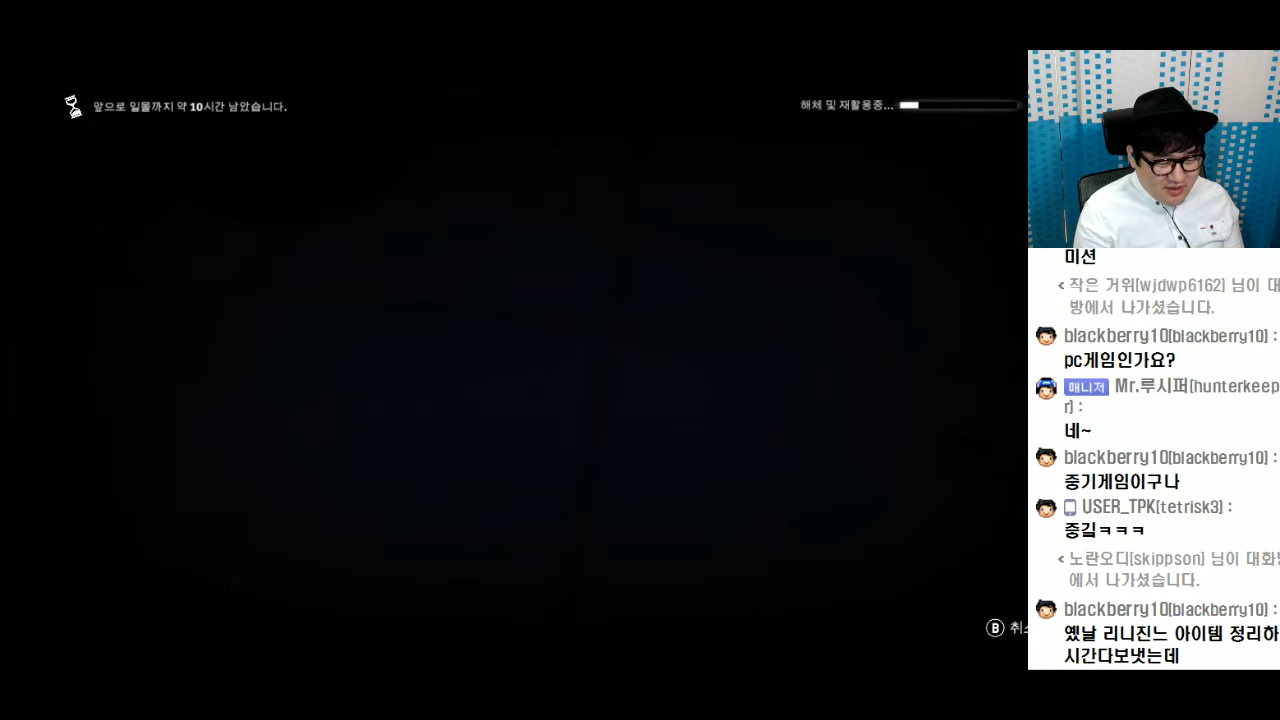 앞으로 일몰까지 약 10시간 남았습니다.
해체 및 재활용중...
미션
< 작은 거위[wjdwp6162] 님이 대
방에서 나가셨습니다.
blackberry10[blackberry10] :
pc게임인가요?
매니저 Mr.루시퍼[hunterkeep
r] :
네~
blackberry10[blackberry10] :
중기게임이구나
USER_TPK[tetrisk3] :
증김ㅋㅋㅋ
< 노란오디[skippson] 님이 대화
에서 나가셨습니다.
blackberry10[blackberry10] :
옜날 리니진느 아이템 정리하
시간다보냇는데
B 취소